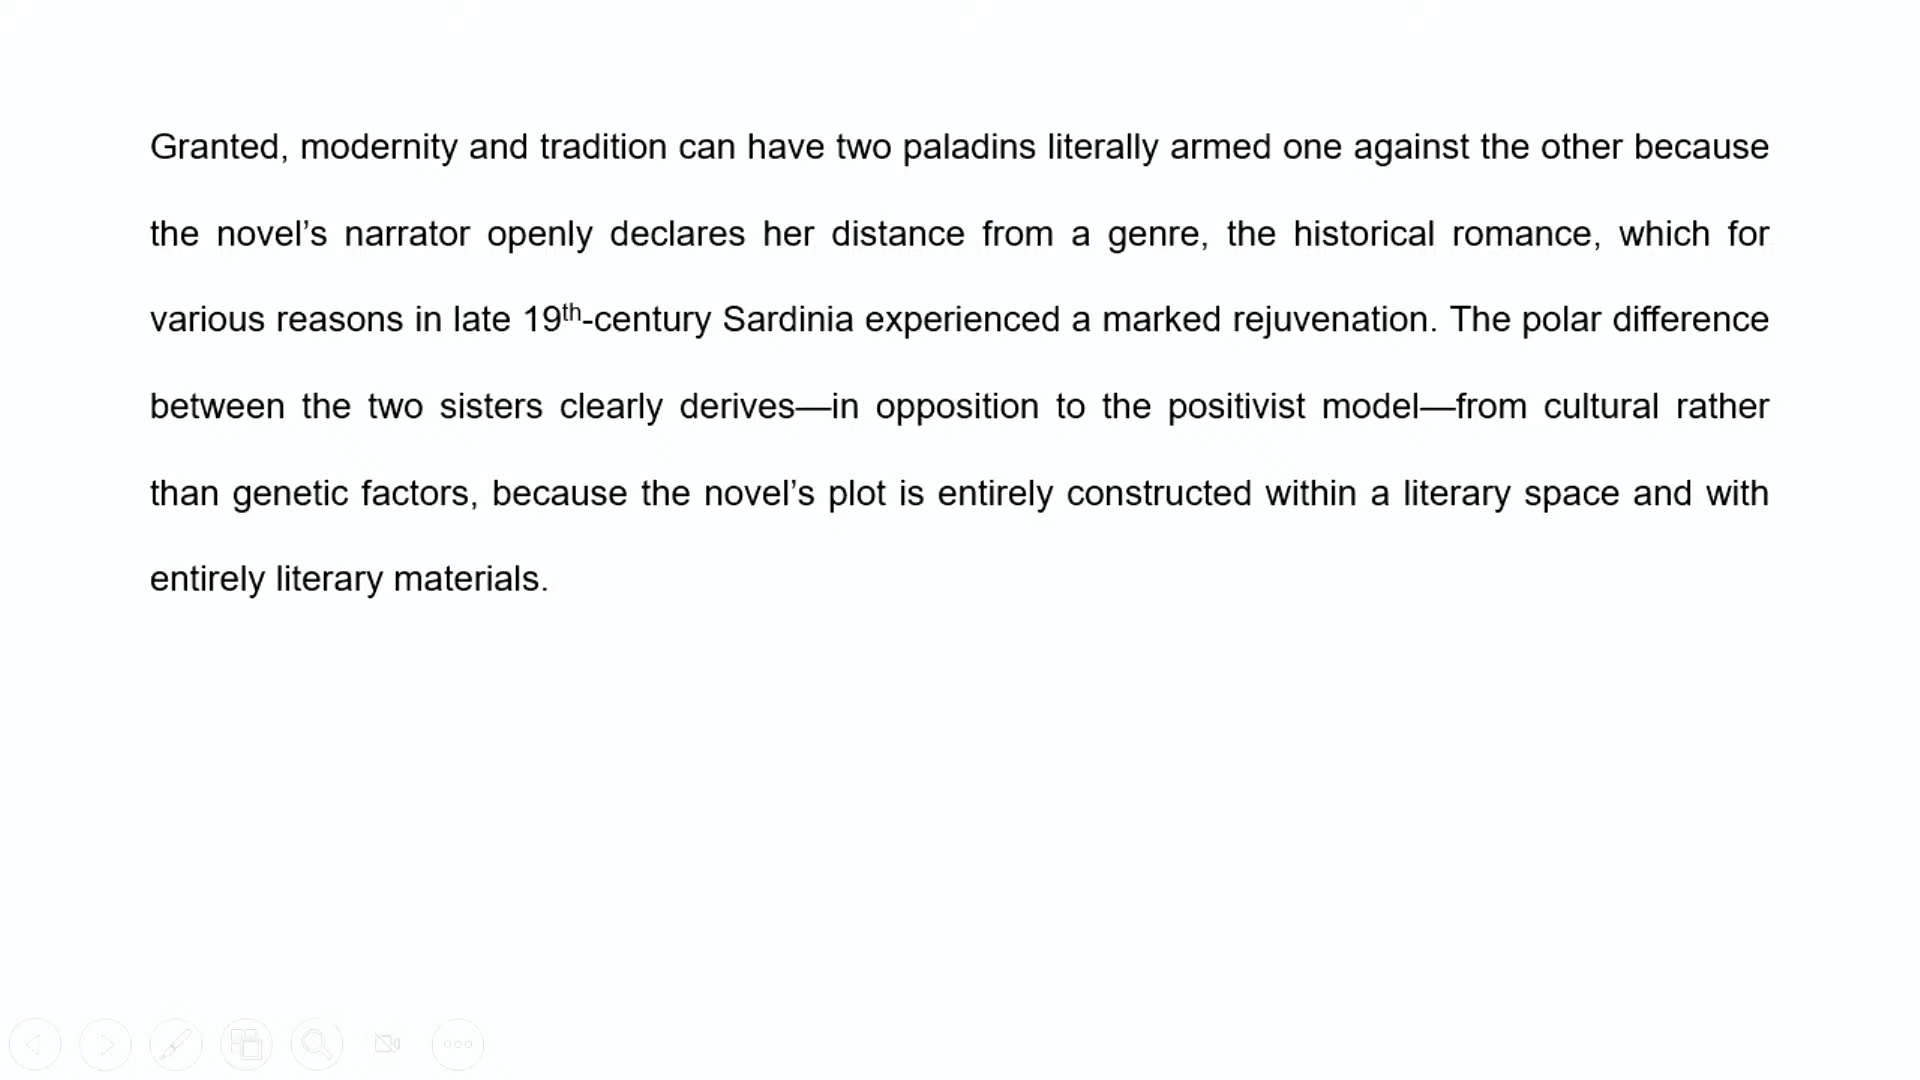 Granted, modernity and tradition can have two paladins literally armed one against the other because
the novel’s narrator openly declares her distance from a genre, the historical romance, which for
various reasons in late 19th-century Sardinia experienced a marked rejuvenation. The polar difference
between the two sisters clearly derives—in opposition to the positivist model—from cultural rather
than genetic factors, because the novel’s plot is entirely constructed within a literary space and with
entirely literary materials.